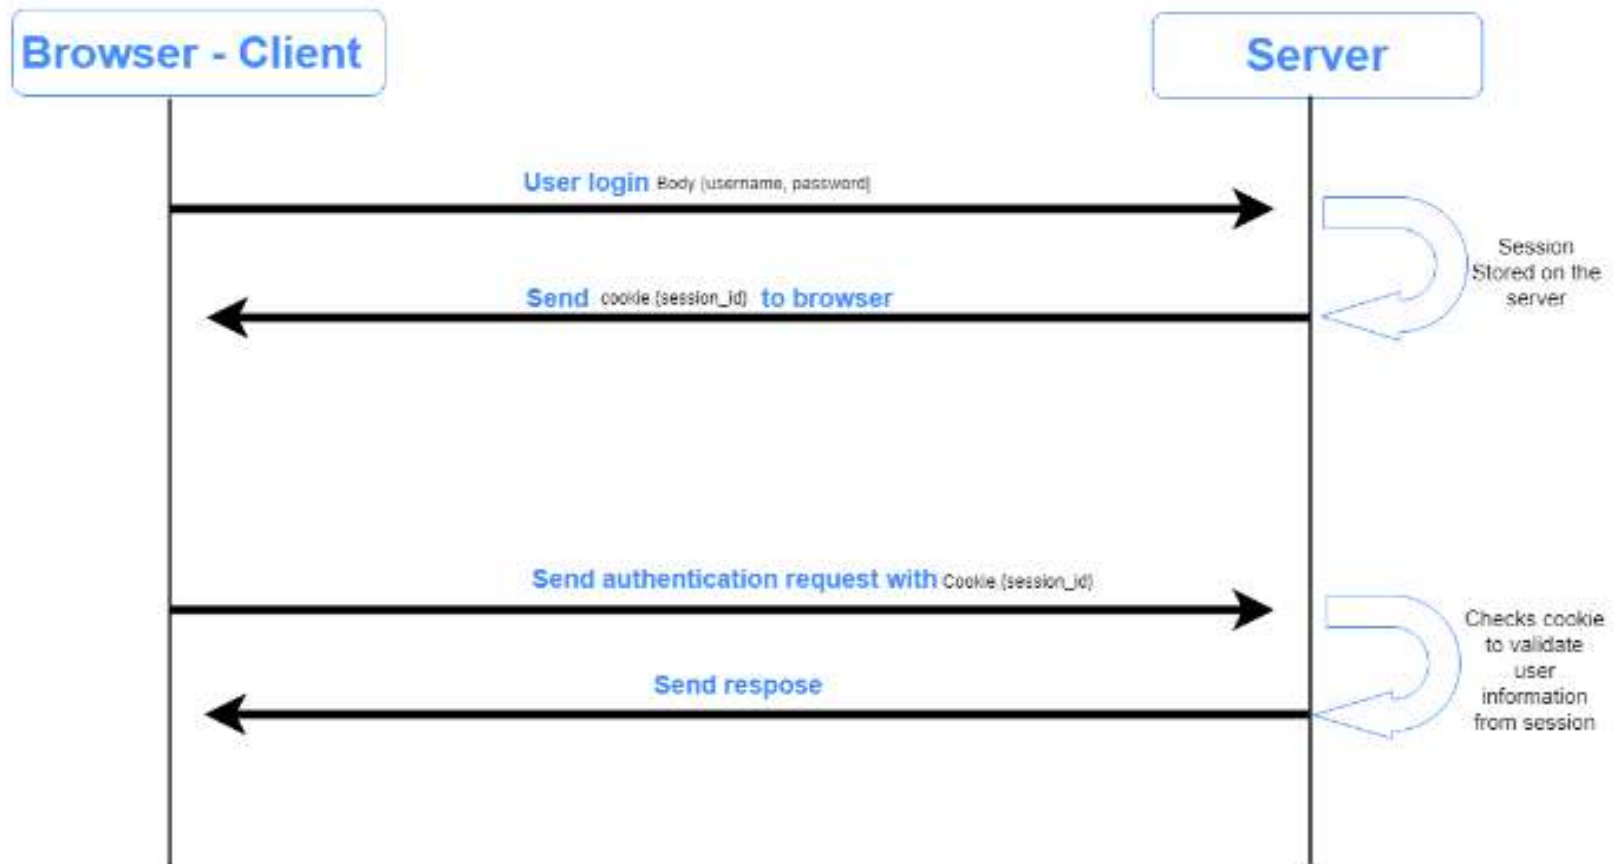 Browser - Client
Server
User login Body (username, password)
Session
Stored on the
server
Send cookie (session_id) to browser
Send authentication request with Cookie (session_id)
Checks cookie
to validate
user
information
from session
Send respose